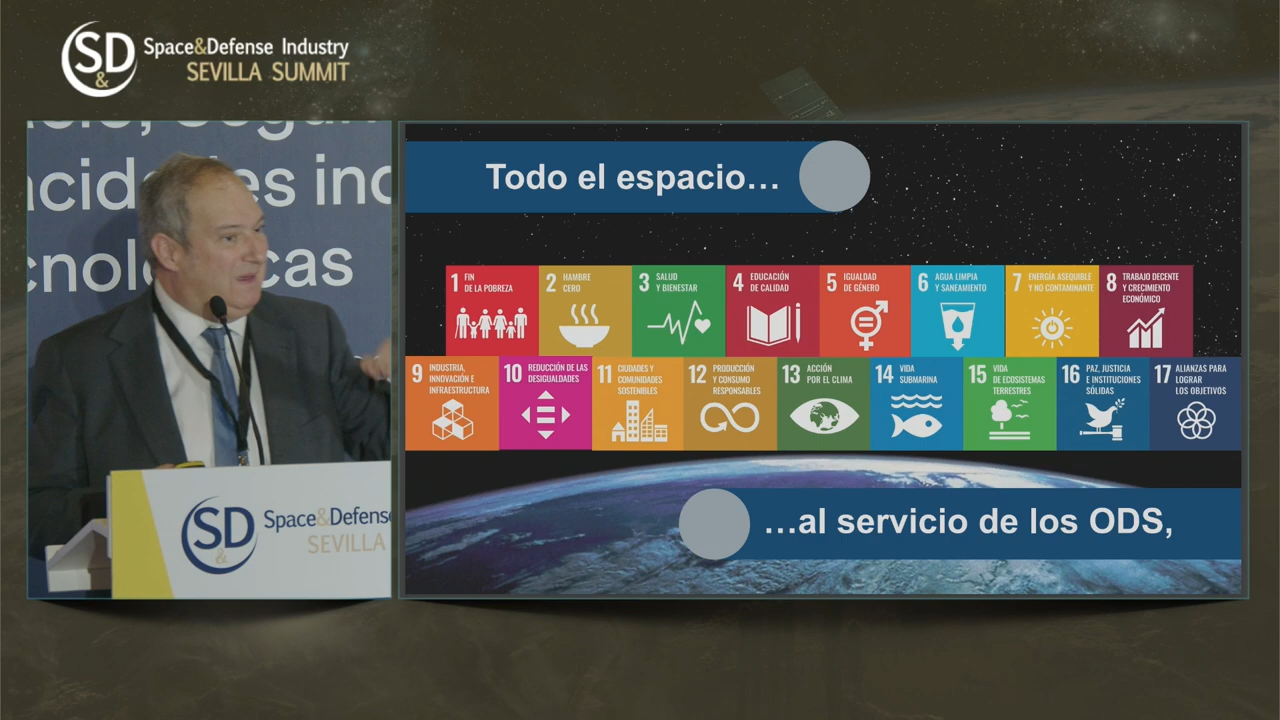 S&D Space&Defense Industry
SEVILLA SUMMIT
es inc
cas
S&D Space&Defense
SEVILLA
Todo el espacio...
1 FIN
DE LA POBREZA
2 HAMBRE
CERO
3 SALUD
Y BIENESTAR
4 EDUCACIÓN
DE CALIDAD
5 IGUALDAD
DE GÉNERO
6 AGUA LIMPIA
Y SANEAMIENTO
7 ENERGÍA ASEQUIBLE
Y NO CONTAMINANTE
8 TRABAJO DECENTE
Y CRECIMIENTO
ECONÓMICO
9 INDUSTRIA,
INNOVACIÓN E
INFRAESTRUCTURA
10 REDUCCIÓN DE LAS
DESIGUALDADES
11 CIUDADES Y
COMUNIDADES
SOSTENIBLES
12 PRODUCCIÓN
Y CONSUMO
RESPONSABLES
13 ACCIÓN
POR EL CLIMA
14 VIDA
SUBMARINA
15 VIDA
DE ECOSISTEMAS
TERRESTRES
16 PAZ, JUSTICIA
E INSTITUCIONES
SÓLIDAS
17 ALIANZAS PARA
LOGRAR
LOS OBJETIVOS
...al servicio de los ODS,